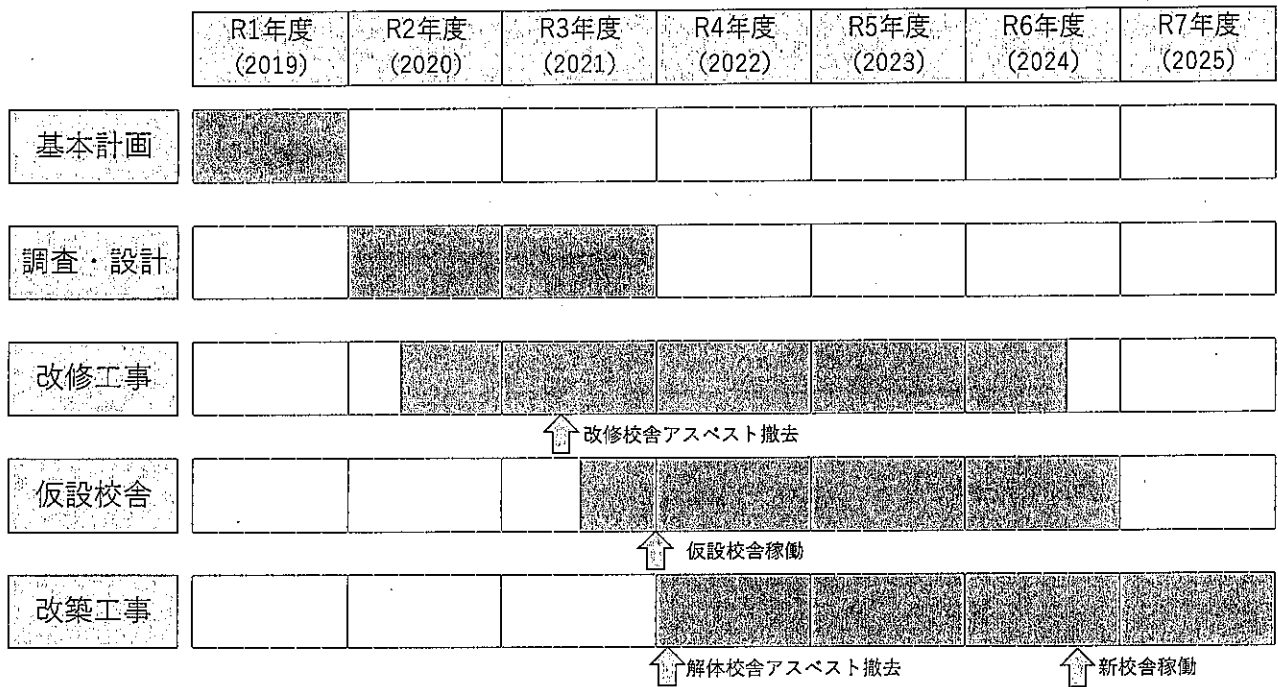 R1年度 R2年度 R3年度 R4年度 R5年度 R6年度 R7年度
(2019) (2020) (2021) (2022) (2023) (2024) (2025)
基本計画
調査・設計
改修工事
改修校舎アスベスト撤去
仮設校舎
仮設校舎稼働
改築工事
解体校舎アスベスト撤去 新校舎稼働